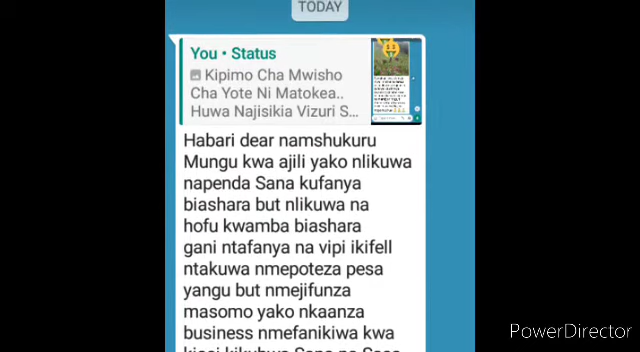 TODAY
You • Status
Kipimo Cha Mwisho
Cha Yote Ni Matokea..
Huwa Najisikia Vizuri S...
Habari dear namshukuru
Mungu kwa ajili yako nlikuwa
napenda Sana kufanya
biashara but nlikuwa na
hofu kwamba biashara
gani ntafanya na vipi ikifell
ntakuwa nmepoteza pesa
yangu but nmejifunza
masomo yako nkaanza
business nmefanikiwa kwa
PowerDirector